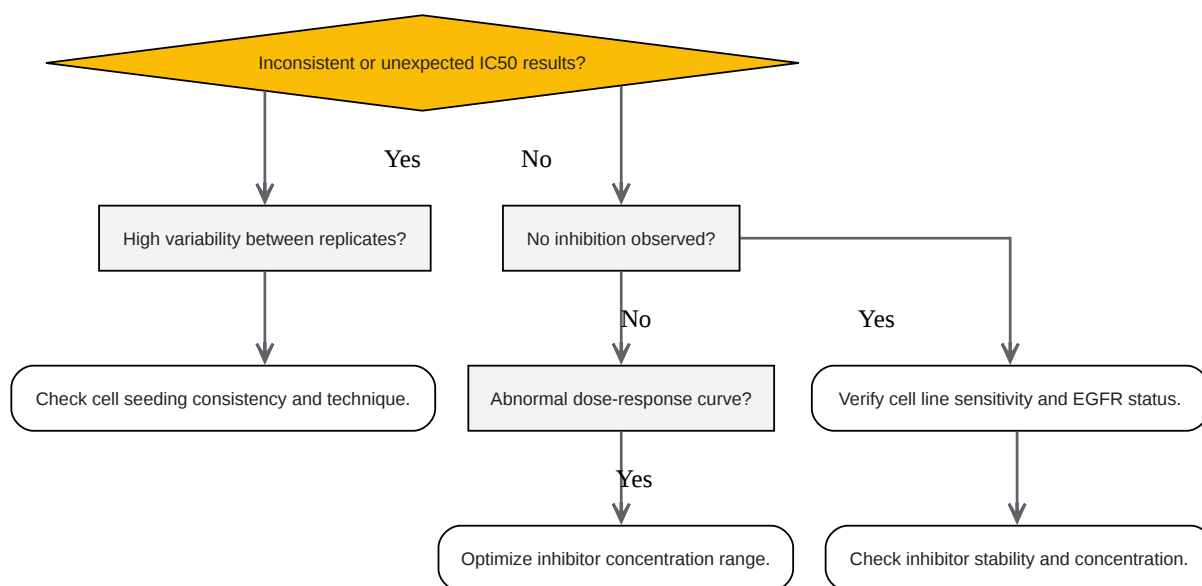 Inconsistent or unexpected IC50 results?
Yes
No
High variability between replicates?
No inhibition observed?
No
Yes
Check cell seeding consistency and technique.
Abnormal dose-response curve?
Verify cell line sensitivity and EGFR status.
Yes
Optimize inhibitor concentration range.
Check inhibitor stability and concentration.